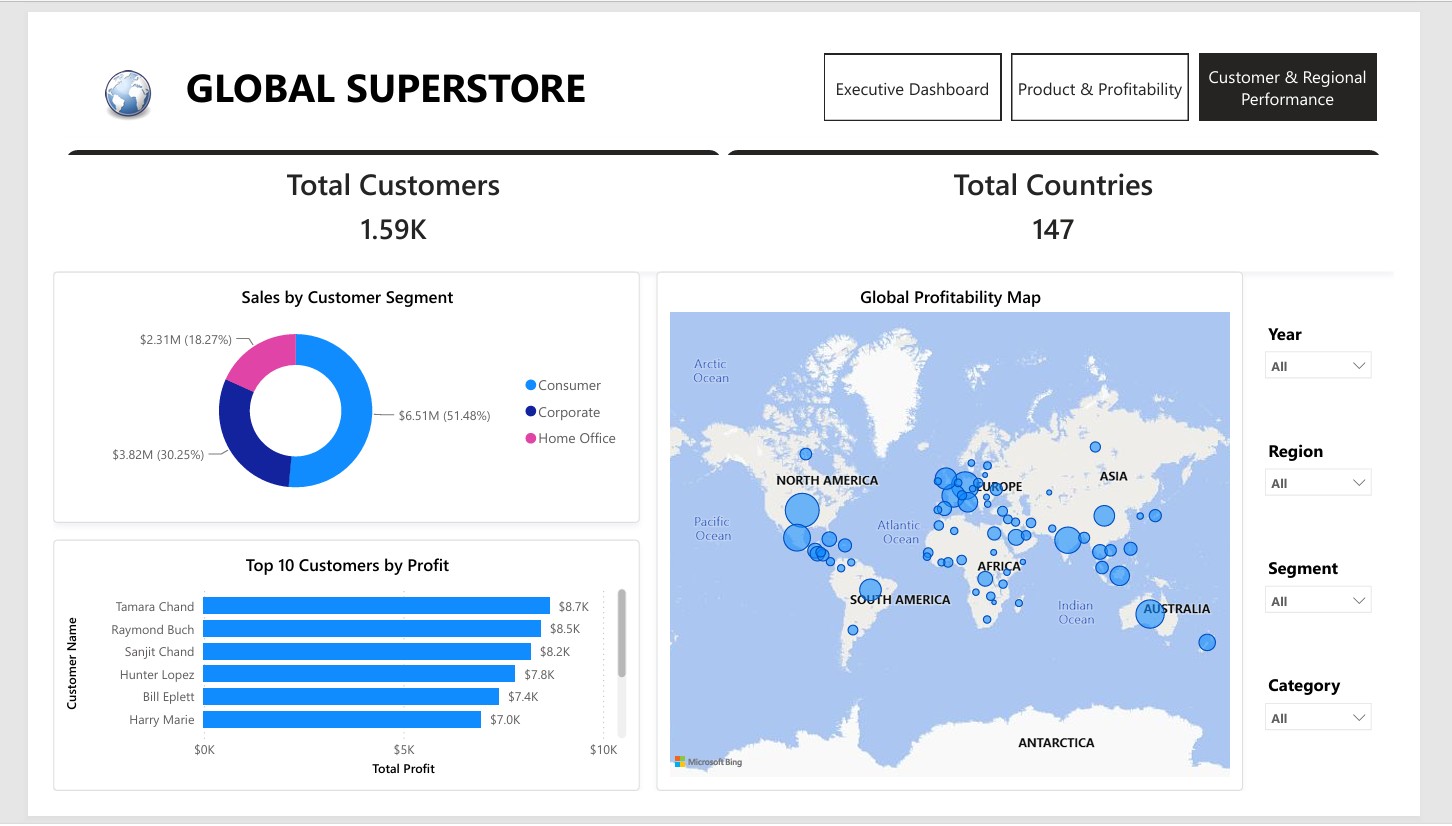 GLOBAL SUPERSTORE
Executive Dashboard
Product & Profitability
Customer & Regional
Performance
Total Customers
1.59K
Total Countries
147
Sales by Customer Segment
$2.31M (18.27%)
$6.51M (51.48%)
$3.82M (30.25%)
Consumer
Corporate
Home Office
Top 10 Customers by Profit
Customer Name
Tamara Chand
$8.7K
Raymond Buch
$8.5K
Sanjit Chand
$8.2K
Hunter Lopez
$7.8K
Bill Eplett
$7.4K
Harry Marie
$7.0K
$0K
$5K
$10K
Total Profit
Global Profitability Map
Arctic
Ocean
NORTH AMERICA
EUROPE
ASIA
Pacific
Ocean
Atlantic
Ocean
AFRICA
SOUTH AMERICA
Indian
Ocean
AUSTRALIA
ANTARCTICA
Microsoft Bing
Year
All
Region
All
Segment
All
Category
All